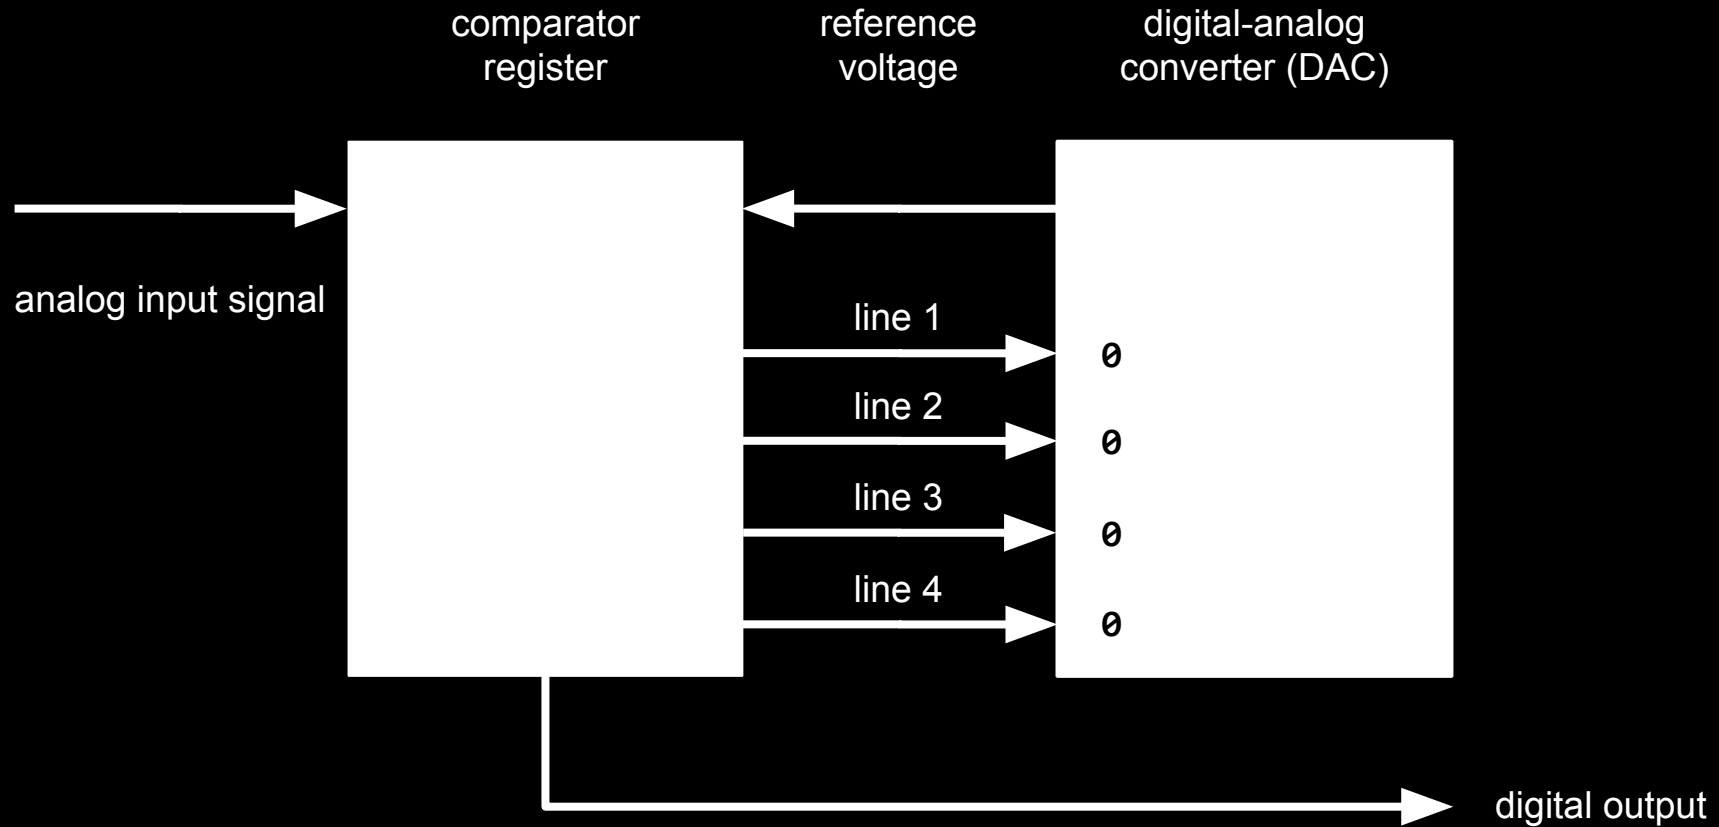 comparator
register
reference
voltage
digital-analog
converter (DAC)
analog input signal
line 1
0
line 2
0
line 3
0
line 4
0
digital output